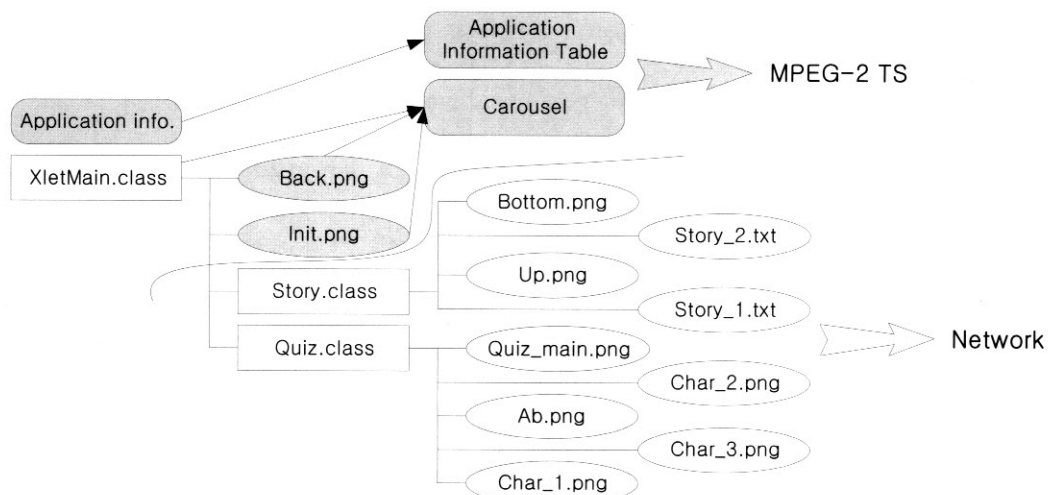 Application
Information Table
MPEG-2 TS
Carousel
Application info.
XletMain.class
Back.png
Bottom.png
Init.png
Story_2.txt
Up.png
Story.class
Story_1.txt
Quiz.class
Quiz_main.png
Network
Char_2.png
Ab.png
Char_3.png
Char_1.png